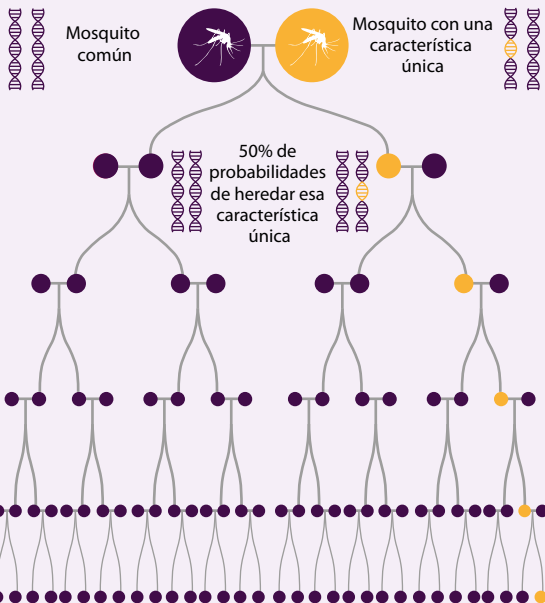 Mosquito
común
Mosquito con una
característica
única
50% de
probabilidades
de heredar esa
característica
única